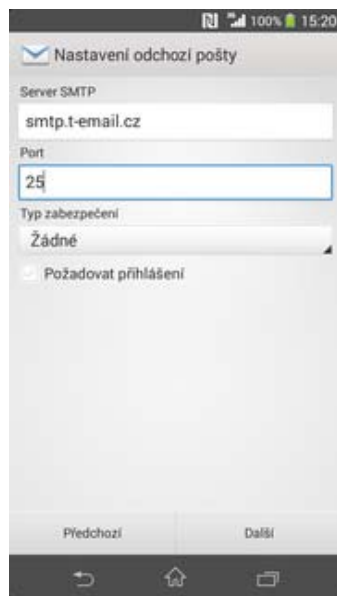 100% 15:20
Nastavení odchozí pošty
Server SMTP
smtp.t-email.cz
Port
25
Typ zabezpečení
Žádné
Požadovat přihlášení
Předchozí Další